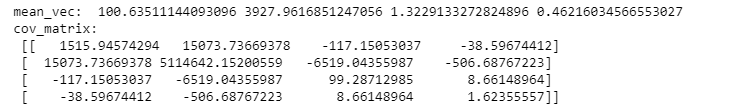 mean_vec:  100.63511144093096 3927.9616851247056 1.3229133272824896 0.46216034566553027
cov_matrix:
[[   1515.94574294   15073.73669378    -117.15053037     -38.59674412]
[  15073.73669378 5114642.15200559   -6519.04355987    -506.68767223]
[   -117.15053037   -6519.04355987      99.28712985       8.66148964]
[    -38.59674412    -506.68767223       8.66148964       1.62355557]]